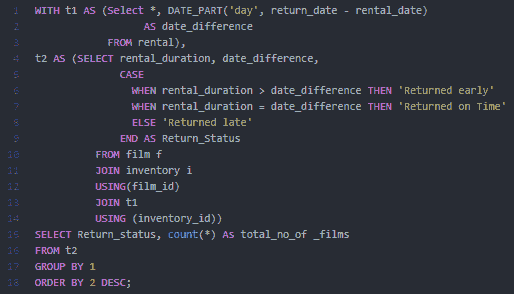 1 WITH t1 AS (Select *, DATE_PART('day', return_date - rental_date)
2 AS date_difference
3 FROM rental),
4 t2 AS (SELECT rental_duration, date_difference,
5 CASE
6 WHEN rental_duration > date_difference THEN 'Returned early'
7 WHEN rental_duration = date_difference THEN 'Returned on Time'
8 ELSE 'Returned late'
9 END AS Return_Status
10 FROM film f
11 JOIN inventory i
12 USING(film_id)
13 JOIN t1
14 USING (inventory_id))
15 SELECT Return_status, count(*) As total_no_of _films
16 FROM t2
17 GROUP BY 1
18 ORDER BY 2 DESC;